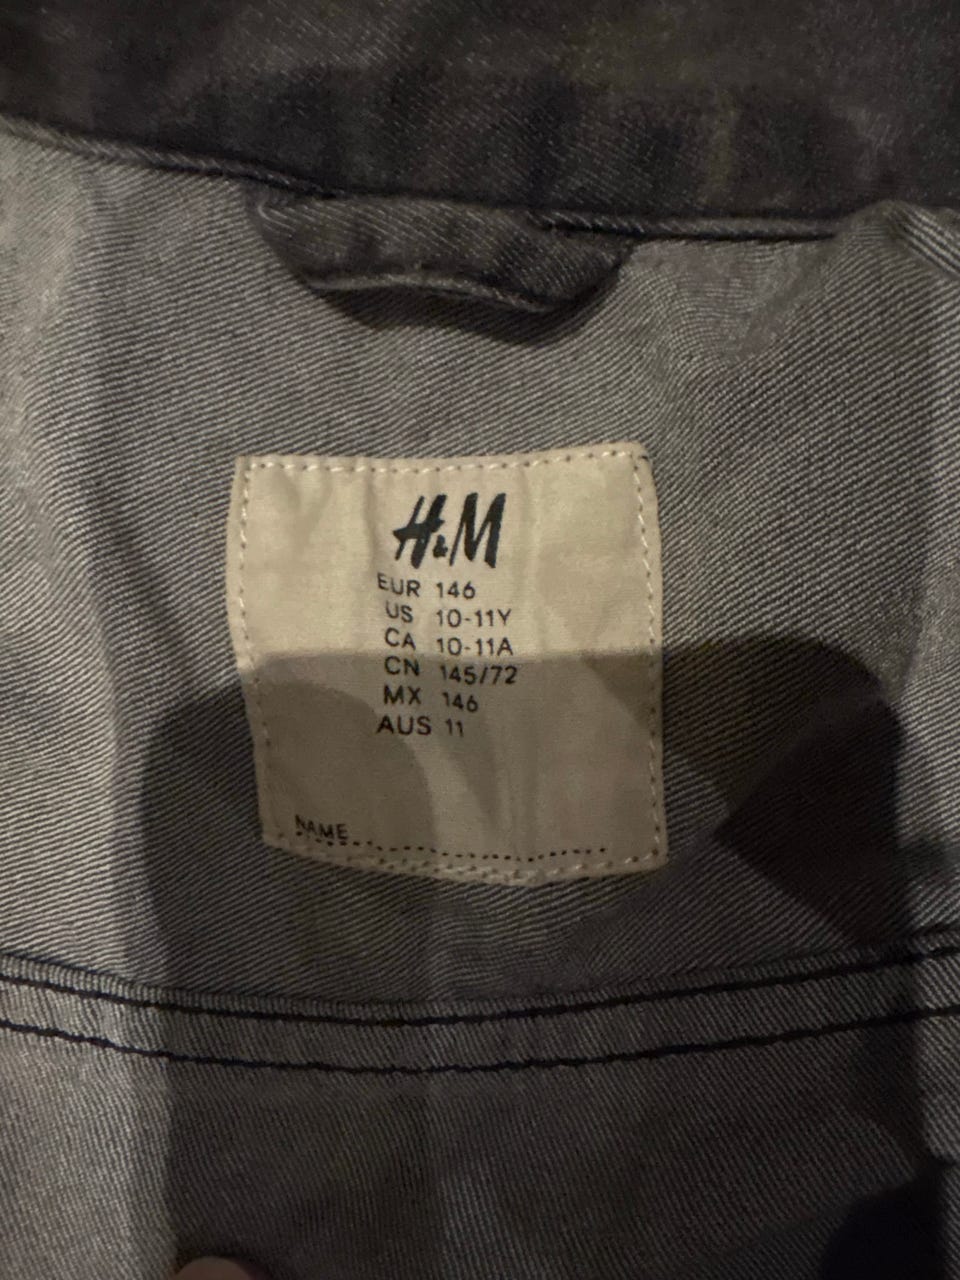 H&M
EUR 146
US 10-11Y
CA 10-11A
CN 145/72
MX 146
AUS 11
NAME